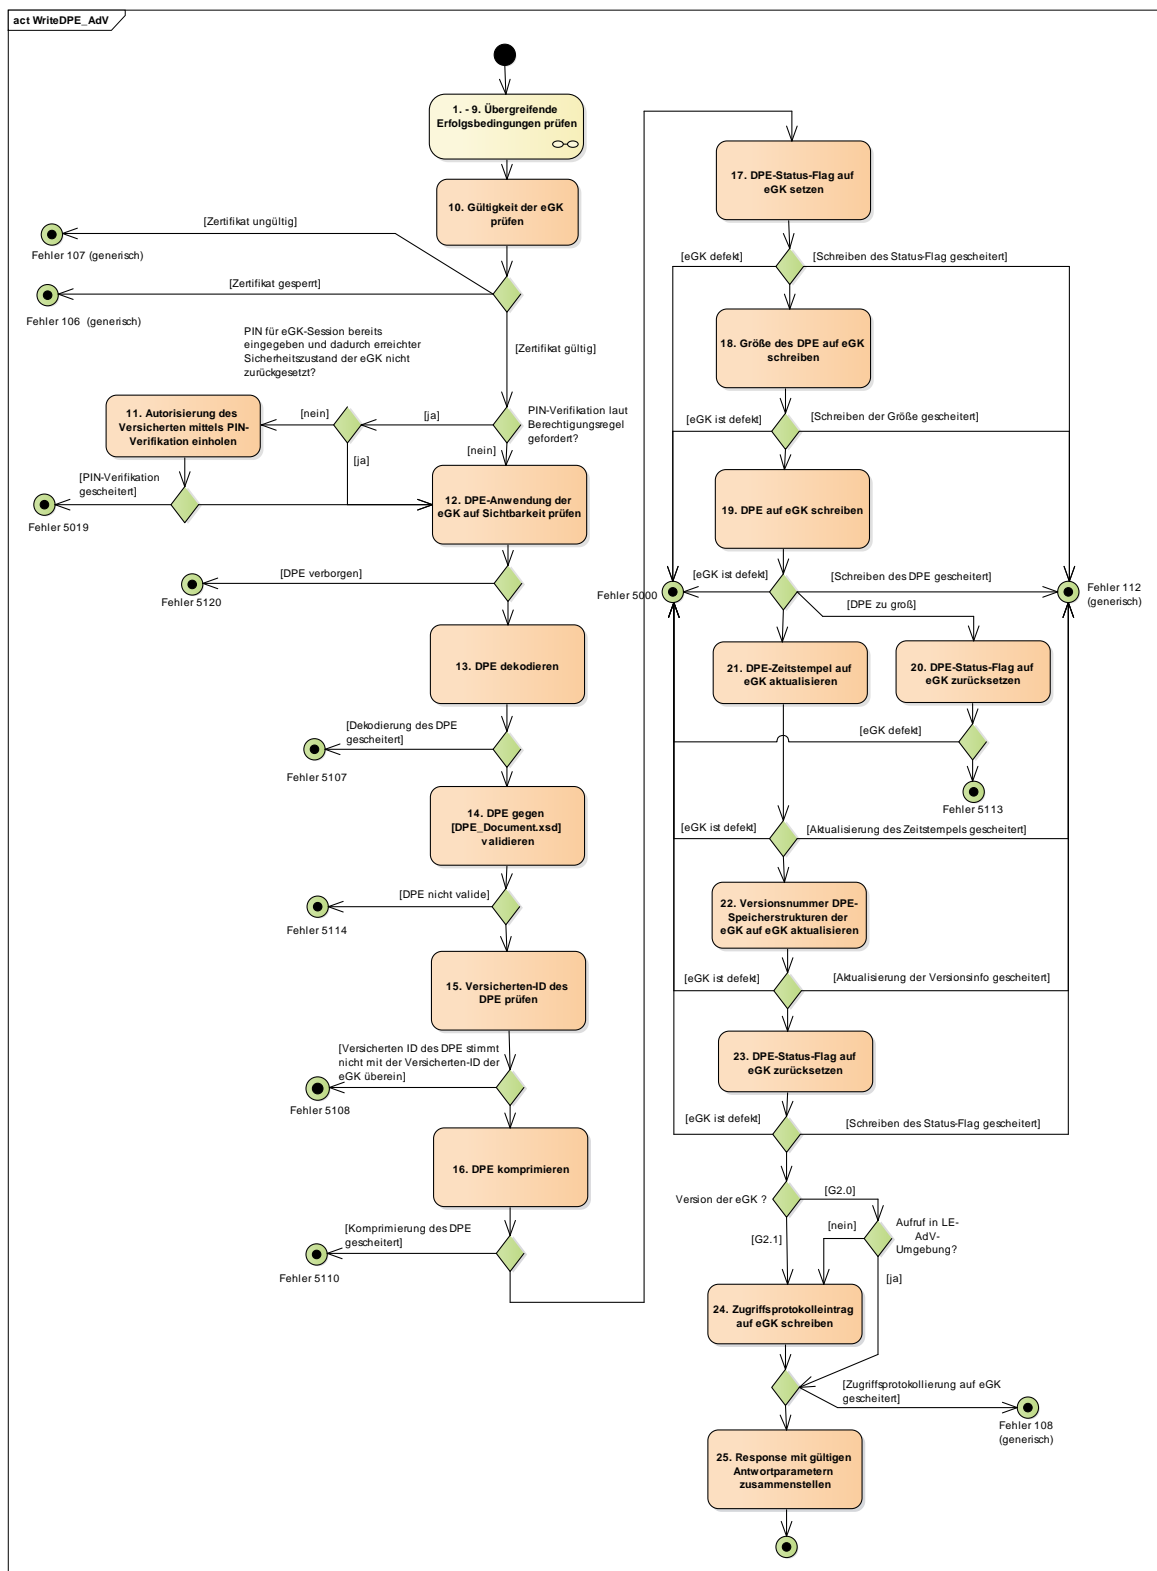 act WriteDPE_AdV
1. - 9. Übergreifende
Erfolgsbedingungen prüfen
10. Gültigkeit der eGK
prüfen
[Zertifikat ungültig]
Fehler 107 (generisch)
[Zertifikat gesperrt]
Fehler 106 (generisch)
PIN für eGK-Session bereits
eingegeben und dadurch erreichter
Sicherheitszustand der eGK nicht
zurückgesetzt?
[Zertifikat gültig]
11. Autorisierung des
Versicherten mittels PIN-
Verifikation einholen
[nein]
[ja]
PIN-Verifikation laut
Berechtigungsregel
gefordert?
[ja]
[nein]
[PIN-Verifikation
gescheitert]
Fehler 5019
12. DPE-Anwendung der
eGK auf Sichtbarkeit prüfen
[DPE verborgen]
Fehler 5120
13. DPE dekodieren
[Dekodierung des DPE
gescheitert]
Fehler 5107
14. DPE gegen
[DPE_Document.xsd]
validieren
[DPE nicht valide]
Fehler 5114
15. Versicherten-ID des
DPE prüfen
[Versicherten ID des DPE stimmt
nicht mit der Versicherten-ID der
eGK überein]
Fehler 5108
16. DPE komprimieren
[Komprimierung des DPE
gescheitert]
Fehler 5110
17. DPE-Status-Flag auf
eGK setzen
[eGK defekt]
[Schreiben des Status-Flag gescheitert]
18. Größe des DPE auf eGK
schreiben
[eGK ist defekt]
[Schreiben der Größe gescheitert]
19. DPE auf eGK schreiben
[eGK ist defekt]
[Schreiben des DPE gescheitert]
Fehler 5000
Fehler 112
(generisch)
[DPE zu groß]
21. DPE-Zeitstempel auf
eGK aktualisieren
20. DPE-Status-Flag auf
eGK zurücksetzen
[eGK defekt]
Fehler 5113
[eGK ist defekt]
[Aktualisierung des Zeitstempels gescheitert]
22. Versionsnummer DPE-
Speicherstrukturen der
eGK auf eGK aktualisieren
[eGK ist defekt]
[Aktualisierung der Versionsinfo gescheitert]
23. DPE-Status-Flag auf
eGK zurücksetzen
[eGK ist defekt]
[Schreiben des Status-Flag gescheitert]
Version der eGK ?
[G2.0]
[nein]
Aufruf in LE-
AdV-
Umgebung?
[G2.1]
[ja]
24. Zugriffsprotokolleintrag
auf eGK schreiben
[Zugriffsprotokollierung auf eGK
gescheitert]
Fehler 108
(generisch)
25. Response mit gültigen
Antwortparametern
zusammenstellen